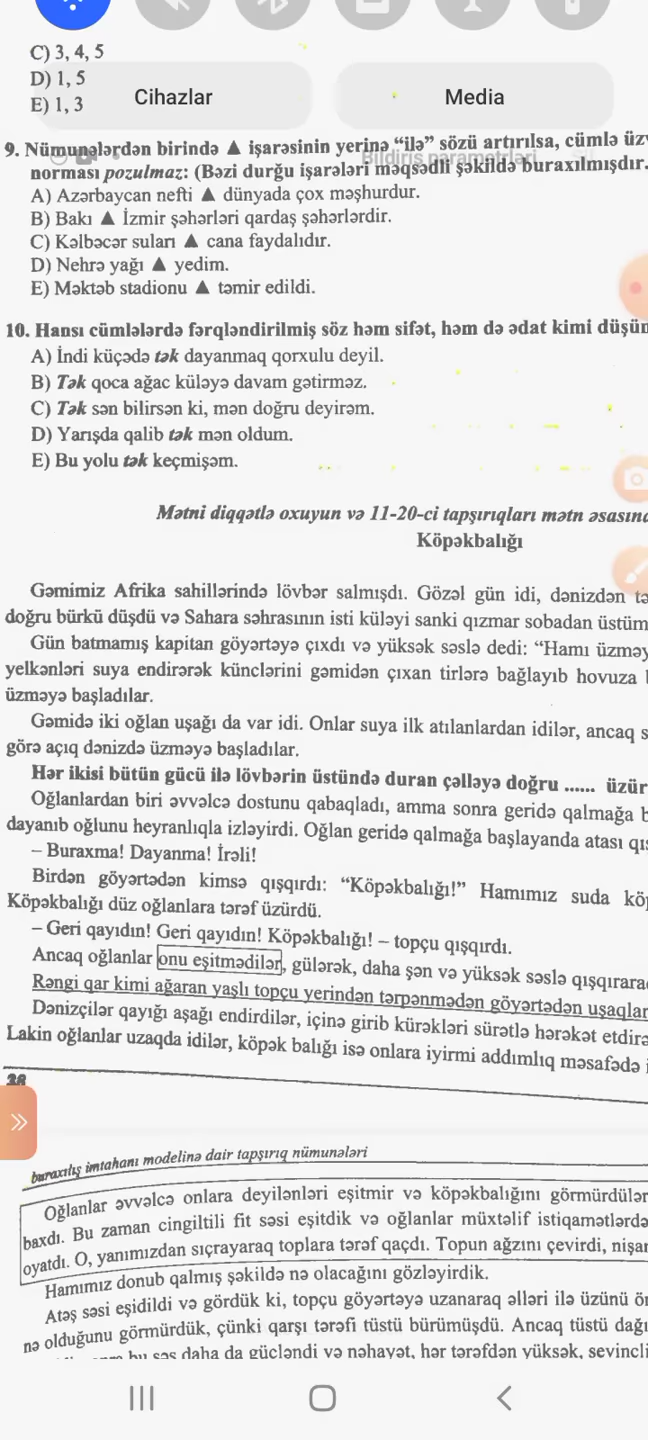 C) 3, 4, 5
D) 1, 5
E) 1, 3
Cihazlar
Media
9. Nümunələrdən birində ▲ işarəsinin yerinə “ilə” sözü artırılsa, cümlə üzv
Bildiriş parametrləri
norması pozulmaz: (Bəzi durğu işarələri məqsədli şəkildə buraxılmışdır.
A) Azərbaycan nefti ▲ dünyada çox məşhurdur.
B) Bakı ▲ İzmir şəhərləri qardaş şəhərlərdir.
C) Kəlbəcər suları ▲ cana faydalıdır.
D) Nehrə yağı ▲ yedim.
E) Məktəb stadionu ▲ təmir edildi.
10. Hansı cümlələrdə fərqləndirilmiş söz həm sifət, həm də ədat kimi düşün
A) İndi küçədə tək dayanmaq qorxulu deyil.
B) Tək qoca ağac küləyə davam gətirməz.
C) Tək sən bilirsən ki, mən doğru deyirəm.
D) Yarışda qalib tək mən oldum.
E) Bu yolu tək keçmişəm.
Mətni diqqətlə oxuyun və 11-20-ci tapşırıqları mətn əsasınd
Köpəkbalığı
Gəmimiz Afrika sahillərində lövbər salmışdı. Gözəl gün idi, dənizdən tə
doğru bürkü düşdü və Sahara səhrasının isti küləyi sanki qızmar sobadan üstüm
Gün batmamış kapitan göyərtəyə çıxdı və yüksək səslə dedi: “Hamı üzməy
yelkənləri suya endirərək künclərini gəmidən çıxan tirlərə bağlayıb hovuza
üzməyə başladılar.
Gəmidə iki oğlan uşağı da var idi. Onlar suya ilk atılanlardan idilər, ancaq s
görə açıq dənizdə üzməyə başladılar.
Hər ikisi bütün gücü ilə lövbərin üstündə duran çəlləyə doğru ...... üzür
Oğlanlardan biri əvvəlcə dostunu qabaqladı, amma sonra geridə qalmağa b
dayanıb oğlunu heyranlıqla izləyirdi. Oğlan geridə qalmağa başlayanda atası qış
– Buraxma! Dayanma! İrəli!
Birdən göyərtədən kimsə qışqırdı: “Köpəkbalığı!” Hamımız suda köp
Köpəkbalığı düz oğlanlara tərəf üzürdü.
– Geri qayıdın! Geri qayıdın! Köpəkbalığı! – topçu qışqırdı.
Ancaq oğlanlar onu eşitmədilər, gülərək, daha şən və yüksək səslə qışqırara
Rəngi qar kimi ağaran yaşlı topçu yerindən tərpənmədən göyərtədən uşaqlar
Dənizçilər qayığı aşağı endirdilər, içinə girib kürəkləri sürətlə hərəkət etdirə
Lakin oğlanlar uzaqda idilər, köpək balığı isə onlara iyirmi addımlıq məsafədə i
28
buraxılış imtahanı modelinə dair tapşırıq nümunələri
Oğlanlar əvvəlcə onlara deyilənləri eşitmir və köpəkbalığını görmürdülər
baxdı. Bu zaman cingiltili fit səsi eşitdik və oğlanlar müxtəlif istiqamətlərdə
oyatdı. O, yanımızdan sıçrayaraq toplara tərəf qaçdı. Topun ağzını çevirdi, nişan
Hamımız donub qalmış şəkildə nə olacağını gözləyirdik.
Atəş səsi eşidildi və gördük ki, topçu göyərtəyə uzanaraq əlləri ilə üzünü ör
nə olduğunu görmürdük, çünki qarşı tərəfi tüstü bürümüşdü. Ancaq tüstü dağı
bu səs daha da gücləndi və nəhayət, hər tərəfdən yüksək, sevincli